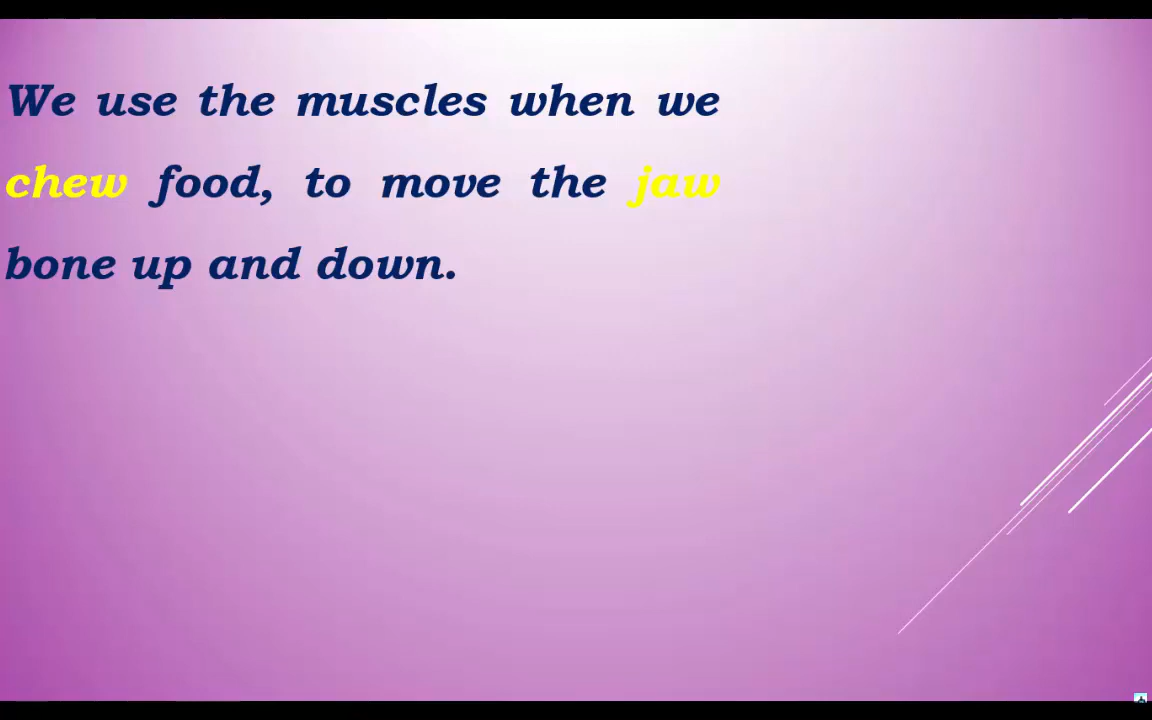 We use the muscles when we
chew food, to move the jaw
bone up and down.